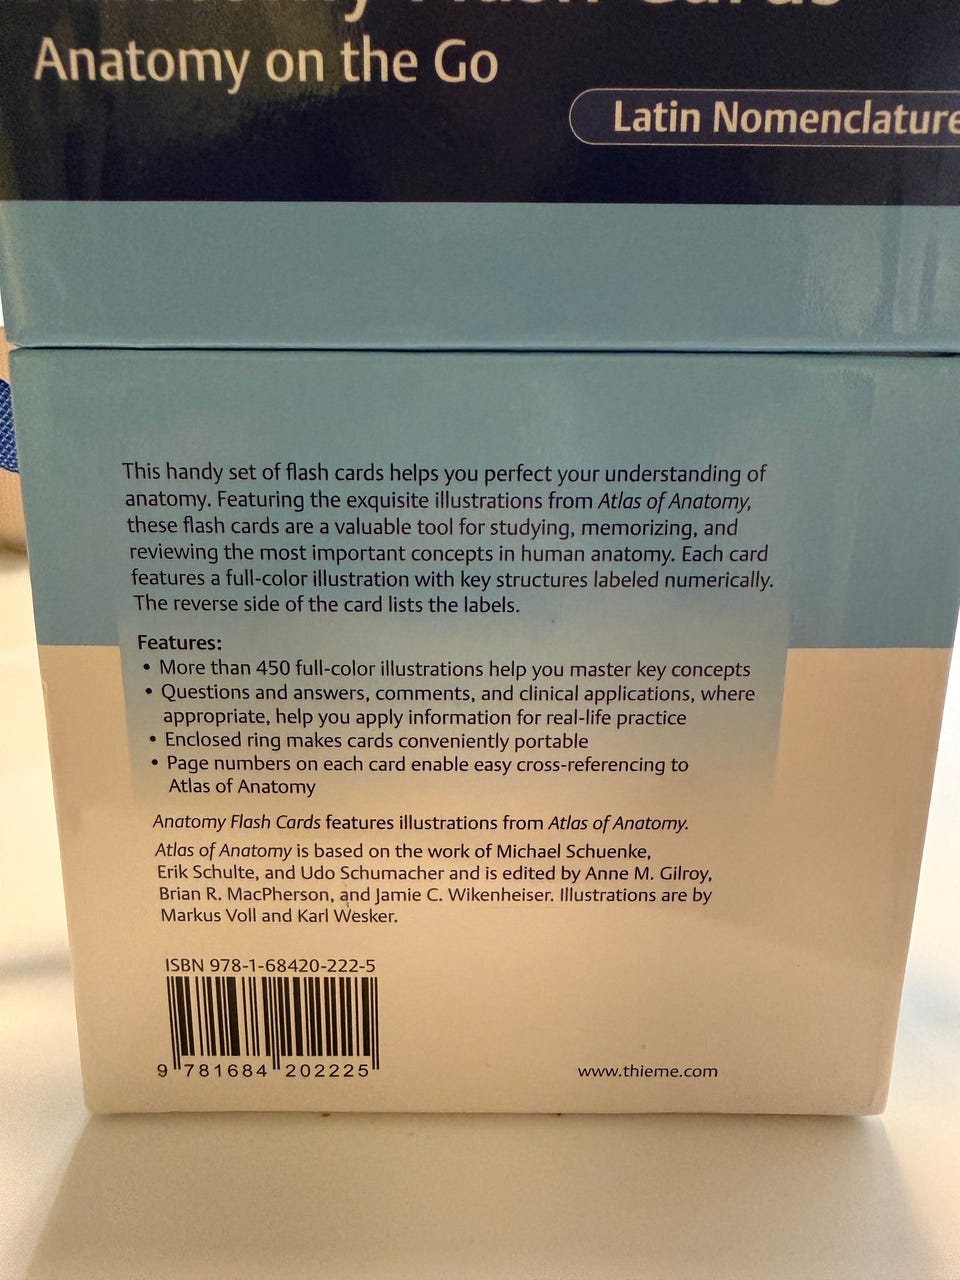 Anatomy Flash Cards
Anatomy on the Go
Latin Nomenclature
This handy set of flash cards helps you perfect your understanding of
anatomy. Featuring the exquisite illustrations from Atlas of Anatomy,
these flash cards are a valuable tool for studying, memorizing, and
reviewing the most important concepts in human anatomy. Each card
features a full-color illustration with key structures labeled numerically.
The reverse side of the card lists the labels.
Features:
• More than 450 full-color illustrations help you master key concepts
• Questions and answers, comments, and clinical applications, where
appropriate, help you apply information for real-life practice
• Enclosed ring makes cards conveniently portable
• Page numbers on each card enable easy cross-referencing to
Atlas of Anatomy
Anatomy Flash Cards features illustrations from Atlas of Anatomy.
Atlas of Anatomy is based on the work of Michael Schuenke,
Erik Schulte, and Udo Schumacher and is edited by Anne M. Gilroy,
Brian R. MacPherson, and Jamie C. Wikenheiser. Illustrations are by
Markus Voll and Karl Wesker.
ISBN 978-1-68420-222-5
9 781684 202225
www.thieme.com